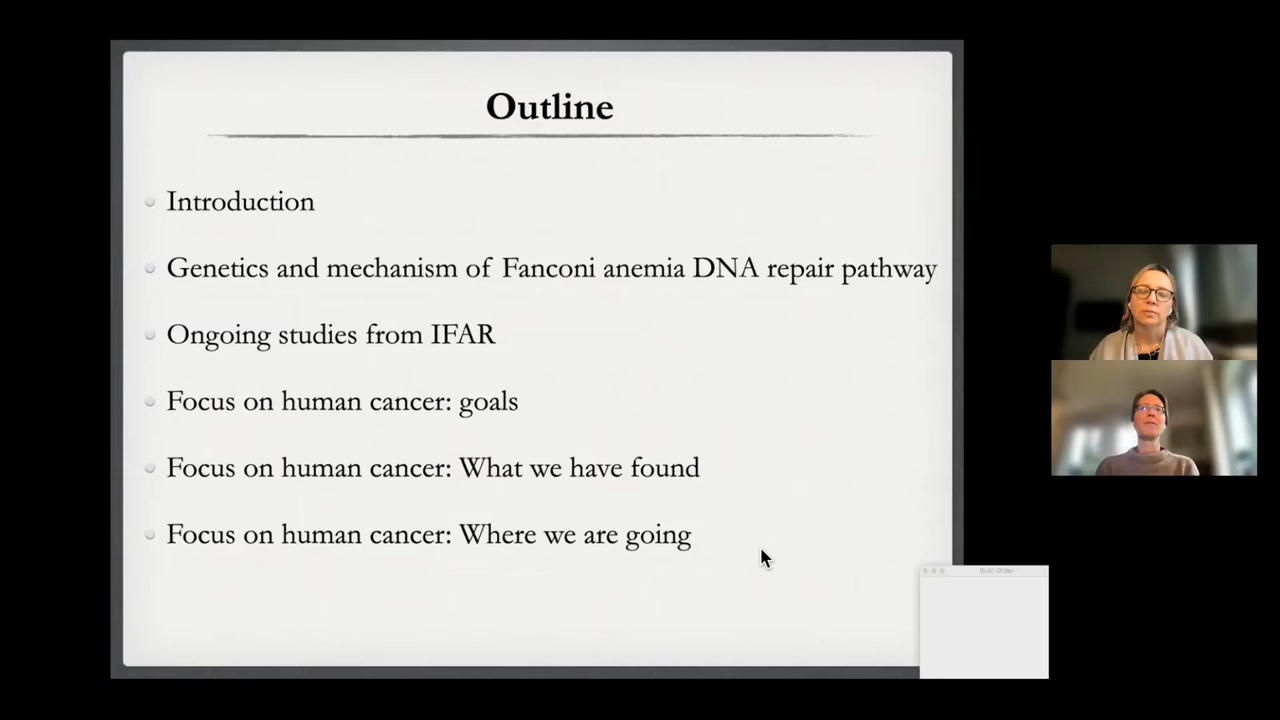 Outline
Introduction
Genetics and mechanism of Fanconi anemia DNA repair pathway
Ongoing studies from IFAR
Focus on human cancer: goals
Focus on human cancer: What we have found
Focus on human cancer: Where we are going